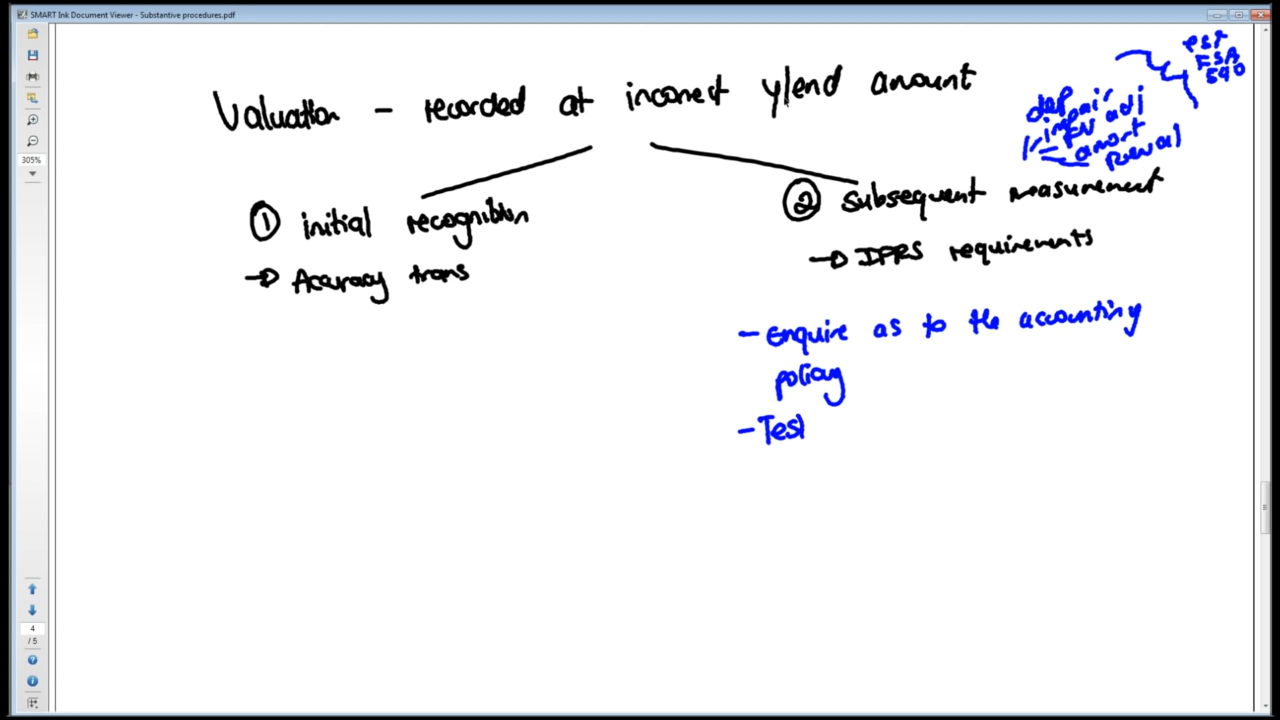 SMART Ink Document Viewer - Substantive procedures.pdf
Valuation - recorded at incorrect y/end amount
est
ISA
540
dep
impair
FV adj
amort
Reval
① initial recognition
→ Accuracy trans
② Subsequent measurement
→ IFRS requirements
- Enquire as to the accounting
policy
- Test
305%
4
/ 5